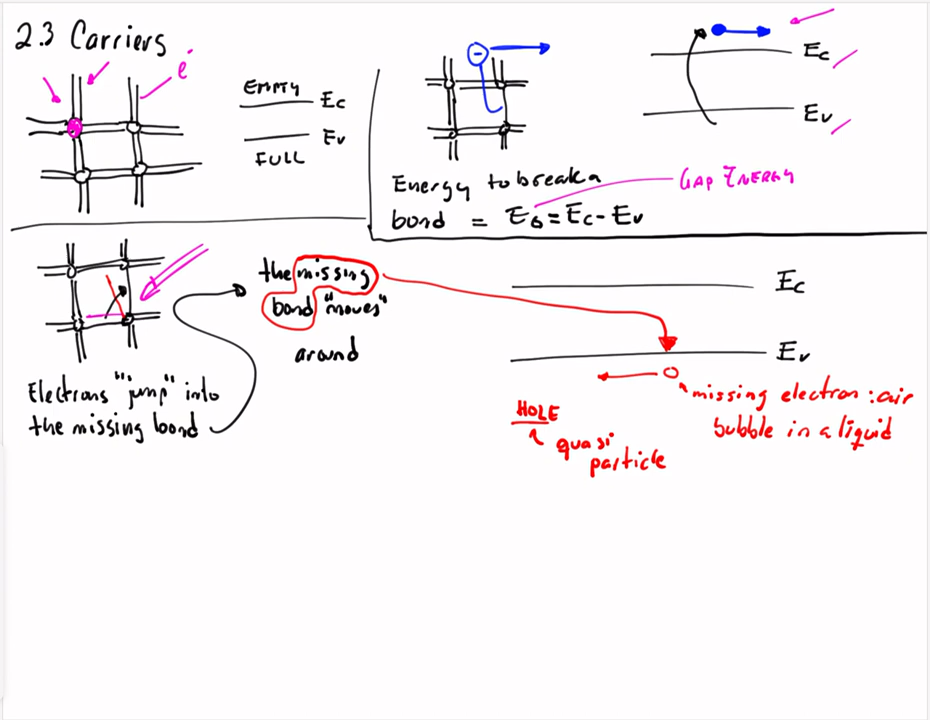 2.3 Carriers
e⁻
EMPTY
Ec
Ev
FULL
−
Ec
Ev
Energy to break a
bond = EG = Ec - Ev
GAP ENERGY
the missing
bond "moves"
around
Electrons "jump" into
the missing bond
Ec
Ev
missing electron : air
bubble in a liquid
HOLE
quasi
particle